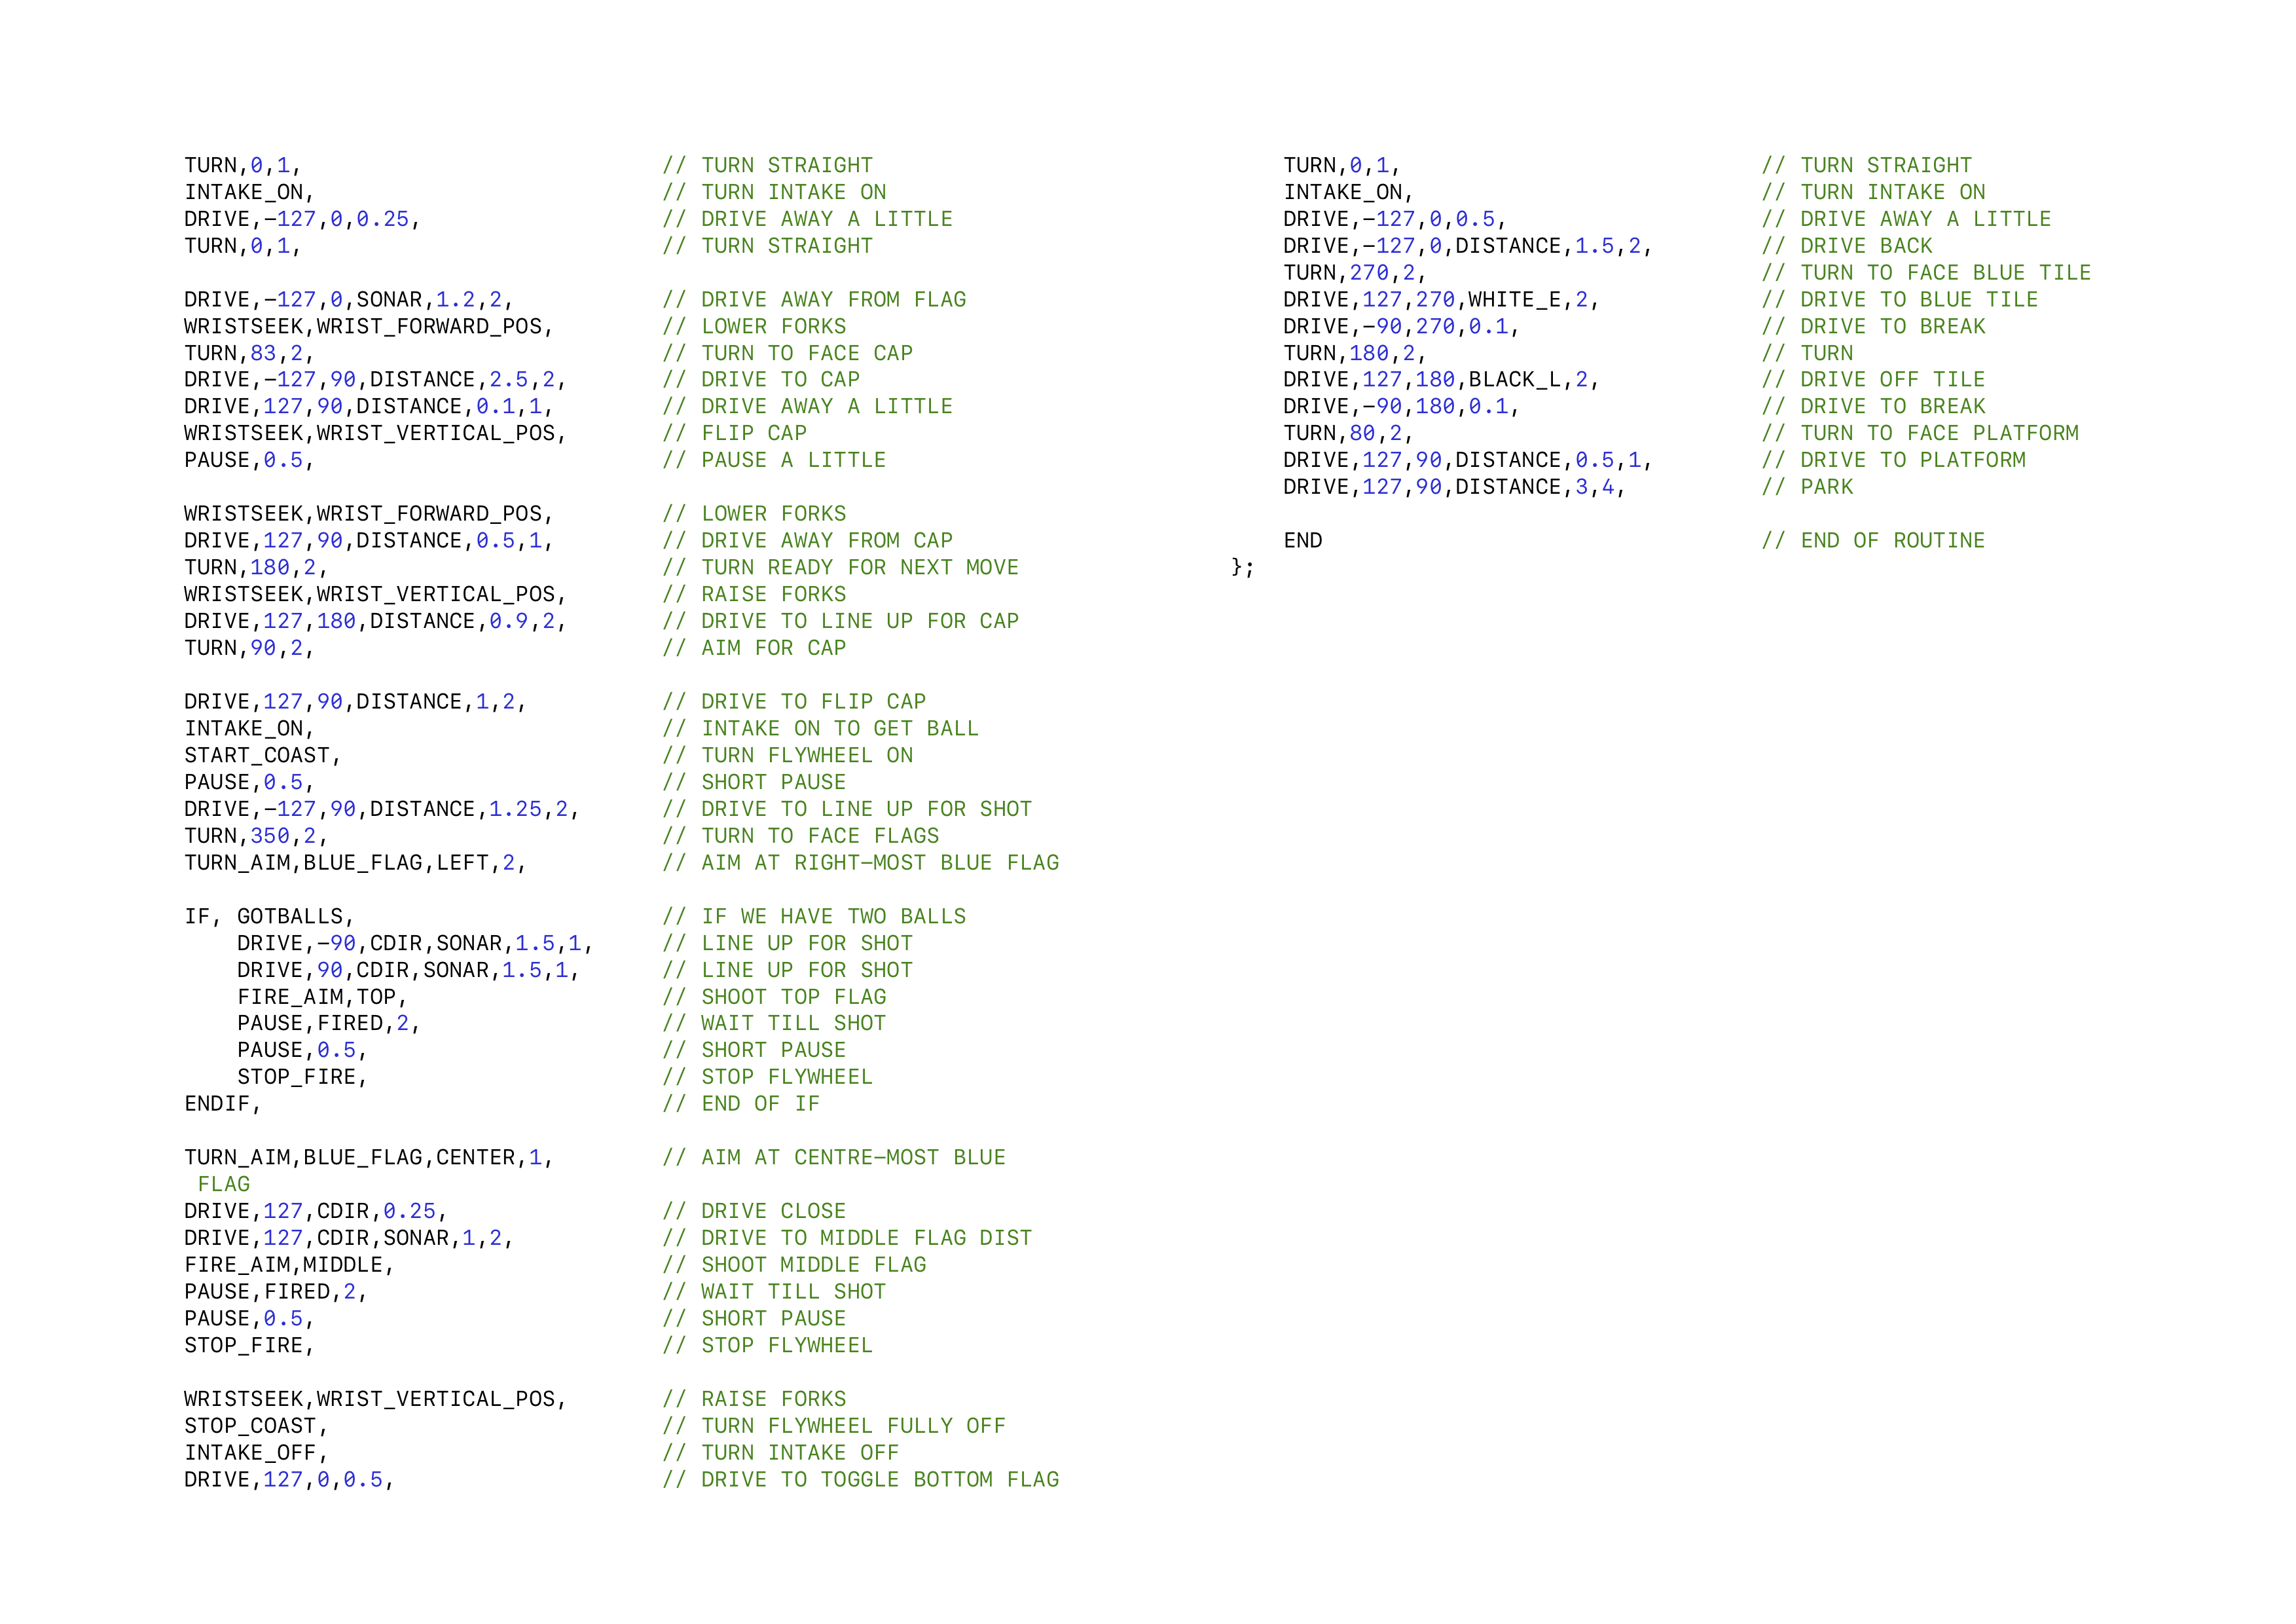 TURN,0,1, // TURN STRAIGHT
INTAKE_ON, // TURN INTAKE ON
DRIVE,-127,0,0.25, // DRIVE AWAY A LITTLE
TURN,0,1, // TURN STRAIGHT
DRIVE,-127,0,SONAR,1.2,2, // DRIVE AWAY FROM FLAG
WRISTSEEK,WRIST_FORWARD_POS, // LOWER FORKS
TURN,83,2, // TURN TO FACE CAP
DRIVE,-127,90,DISTANCE,2.5,2, // DRIVE TO CAP
DRIVE,127,90,DISTANCE,0.1,1, // DRIVE AWAY A LITTLE
WRISTSEEK,WRIST_VERTICAL_POS, // FLIP CAP
PAUSE,0.5, // PAUSE A LITTLE
WRISTSEEK,WRIST_FORWARD_POS, // LOWER FORKS
DRIVE,127,90,DISTANCE,0.5,1, // DRIVE AWAY FROM CAP
TURN,180,2, // TURN READY FOR NEXT MOVE
WRISTSEEK,WRIST_VERTICAL_POS, // RAISE FORKS
DRIVE,127,180,DISTANCE,0.9,2, // DRIVE TO LINE UP FOR CAP
TURN,90,2, // AIM FOR CAP
DRIVE,127,90,DISTANCE,1,2, // DRIVE TO FLIP CAP
INTAKE_ON, // INTAKE ON TO GET BALL
START_COAST, // TURN FLYWHEEL ON
PAUSE,0.5, // SHORT PAUSE
DRIVE,-127,90,DISTANCE,1.25,2, // DRIVE TO LINE UP FOR SHOT
TURN,350,2, // TURN TO FACE FLAGS
TURN_AIM,BLUE_FLAG,LEFT,2, // AIM AT RIGHT-MOST BLUE FLAG
IF, GOTBALLS, // IF WE HAVE TWO BALLS
DRIVE,-90,CDIR,SONAR,1.5,1, // LINE UP FOR SHOT
DRIVE,90,CDIR,SONAR,1.5,1, // LINE UP FOR SHOT
FIRE_AIM,TOP, // SHOOT TOP FLAG
PAUSE,FIRED,2, // WAIT TILL SHOT
PAUSE,0.5, // SHORT PAUSE
STOP_FIRE, // STOP FLYWHEEL
ENDIF, // END OF IF
TURN_AIM,BLUE_FLAG,CENTER,1, // AIM AT CENTRE-MOST BLUE
FLAG
DRIVE,127,CDIR,0.25, // DRIVE CLOSE
DRIVE,127,CDIR,SONAR,1,2, // DRIVE TO MIDDLE FLAG DIST
FIRE_AIM,MIDDLE, // SHOOT MIDDLE FLAG
PAUSE,FIRED,2, // WAIT TILL SHOT
PAUSE,0.5, // SHORT PAUSE
STOP_FIRE, // STOP FLYWHEEL
WRISTSEEK,WRIST_VERTICAL_POS, // RAISE FORKS
STOP_COAST, // TURN FLYWHEEL FULLY OFF
INTAKE_OFF, // TURN INTAKE OFF
DRIVE,127,0,0.5, // DRIVE TO TOGGLE BOTTOM FLAG
TURN,0,1, // TURN STRAIGHT
INTAKE_ON, // TURN INTAKE ON
DRIVE,-127,0,0.5, // DRIVE AWAY A LITTLE
DRIVE,-127,0,DISTANCE,1.5,2, // DRIVE BACK
TURN,270,2, // TURN TO FACE BLUE TILE
DRIVE,127,270,WHITE_E,2, // DRIVE TO BLUE TILE
DRIVE,-90,270,0.1, // DRIVE TO BREAK
TURN,180,2, // TURN
DRIVE,127,180,BLACK_L,2, // DRIVE OFF TILE
DRIVE,-90,180,0.1, // DRIVE TO BREAK
TURN,80,2, // TURN TO FACE PLATFORM
DRIVE,127,90,DISTANCE,0.5,1, // DRIVE TO PLATFORM
DRIVE,127,90,DISTANCE,3,4, // PARK
END // END OF ROUTINE
};